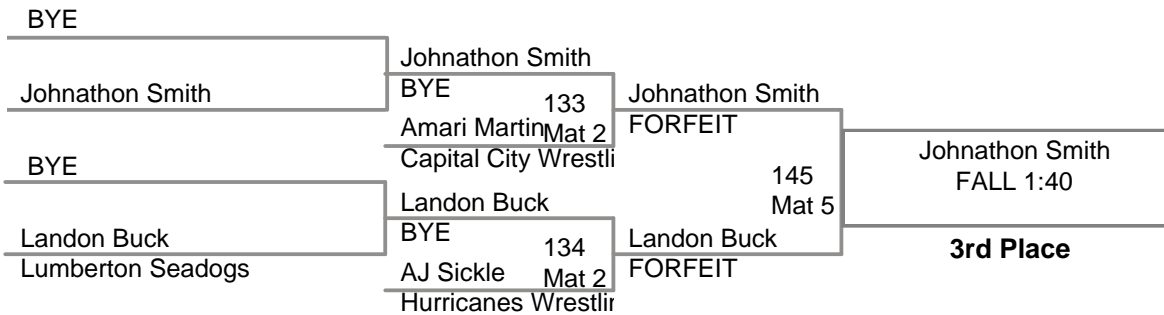 BYE
Johnathon Smith
BYE
Landon Buck
Lumberton Seadogs
Johnathon Smith
BYE
133
Amari Martin
Mat 2
Capital City Wrestli
Landon Buck
BYE
134
AJ Sickle
Mat 2
Hurricanes Wrestlin
Johnathon Smith
FORFEIT
145
Mat 5
Landon Buck
FORFEIT
Johnathon Smith
FALL 1:40
3rd Place